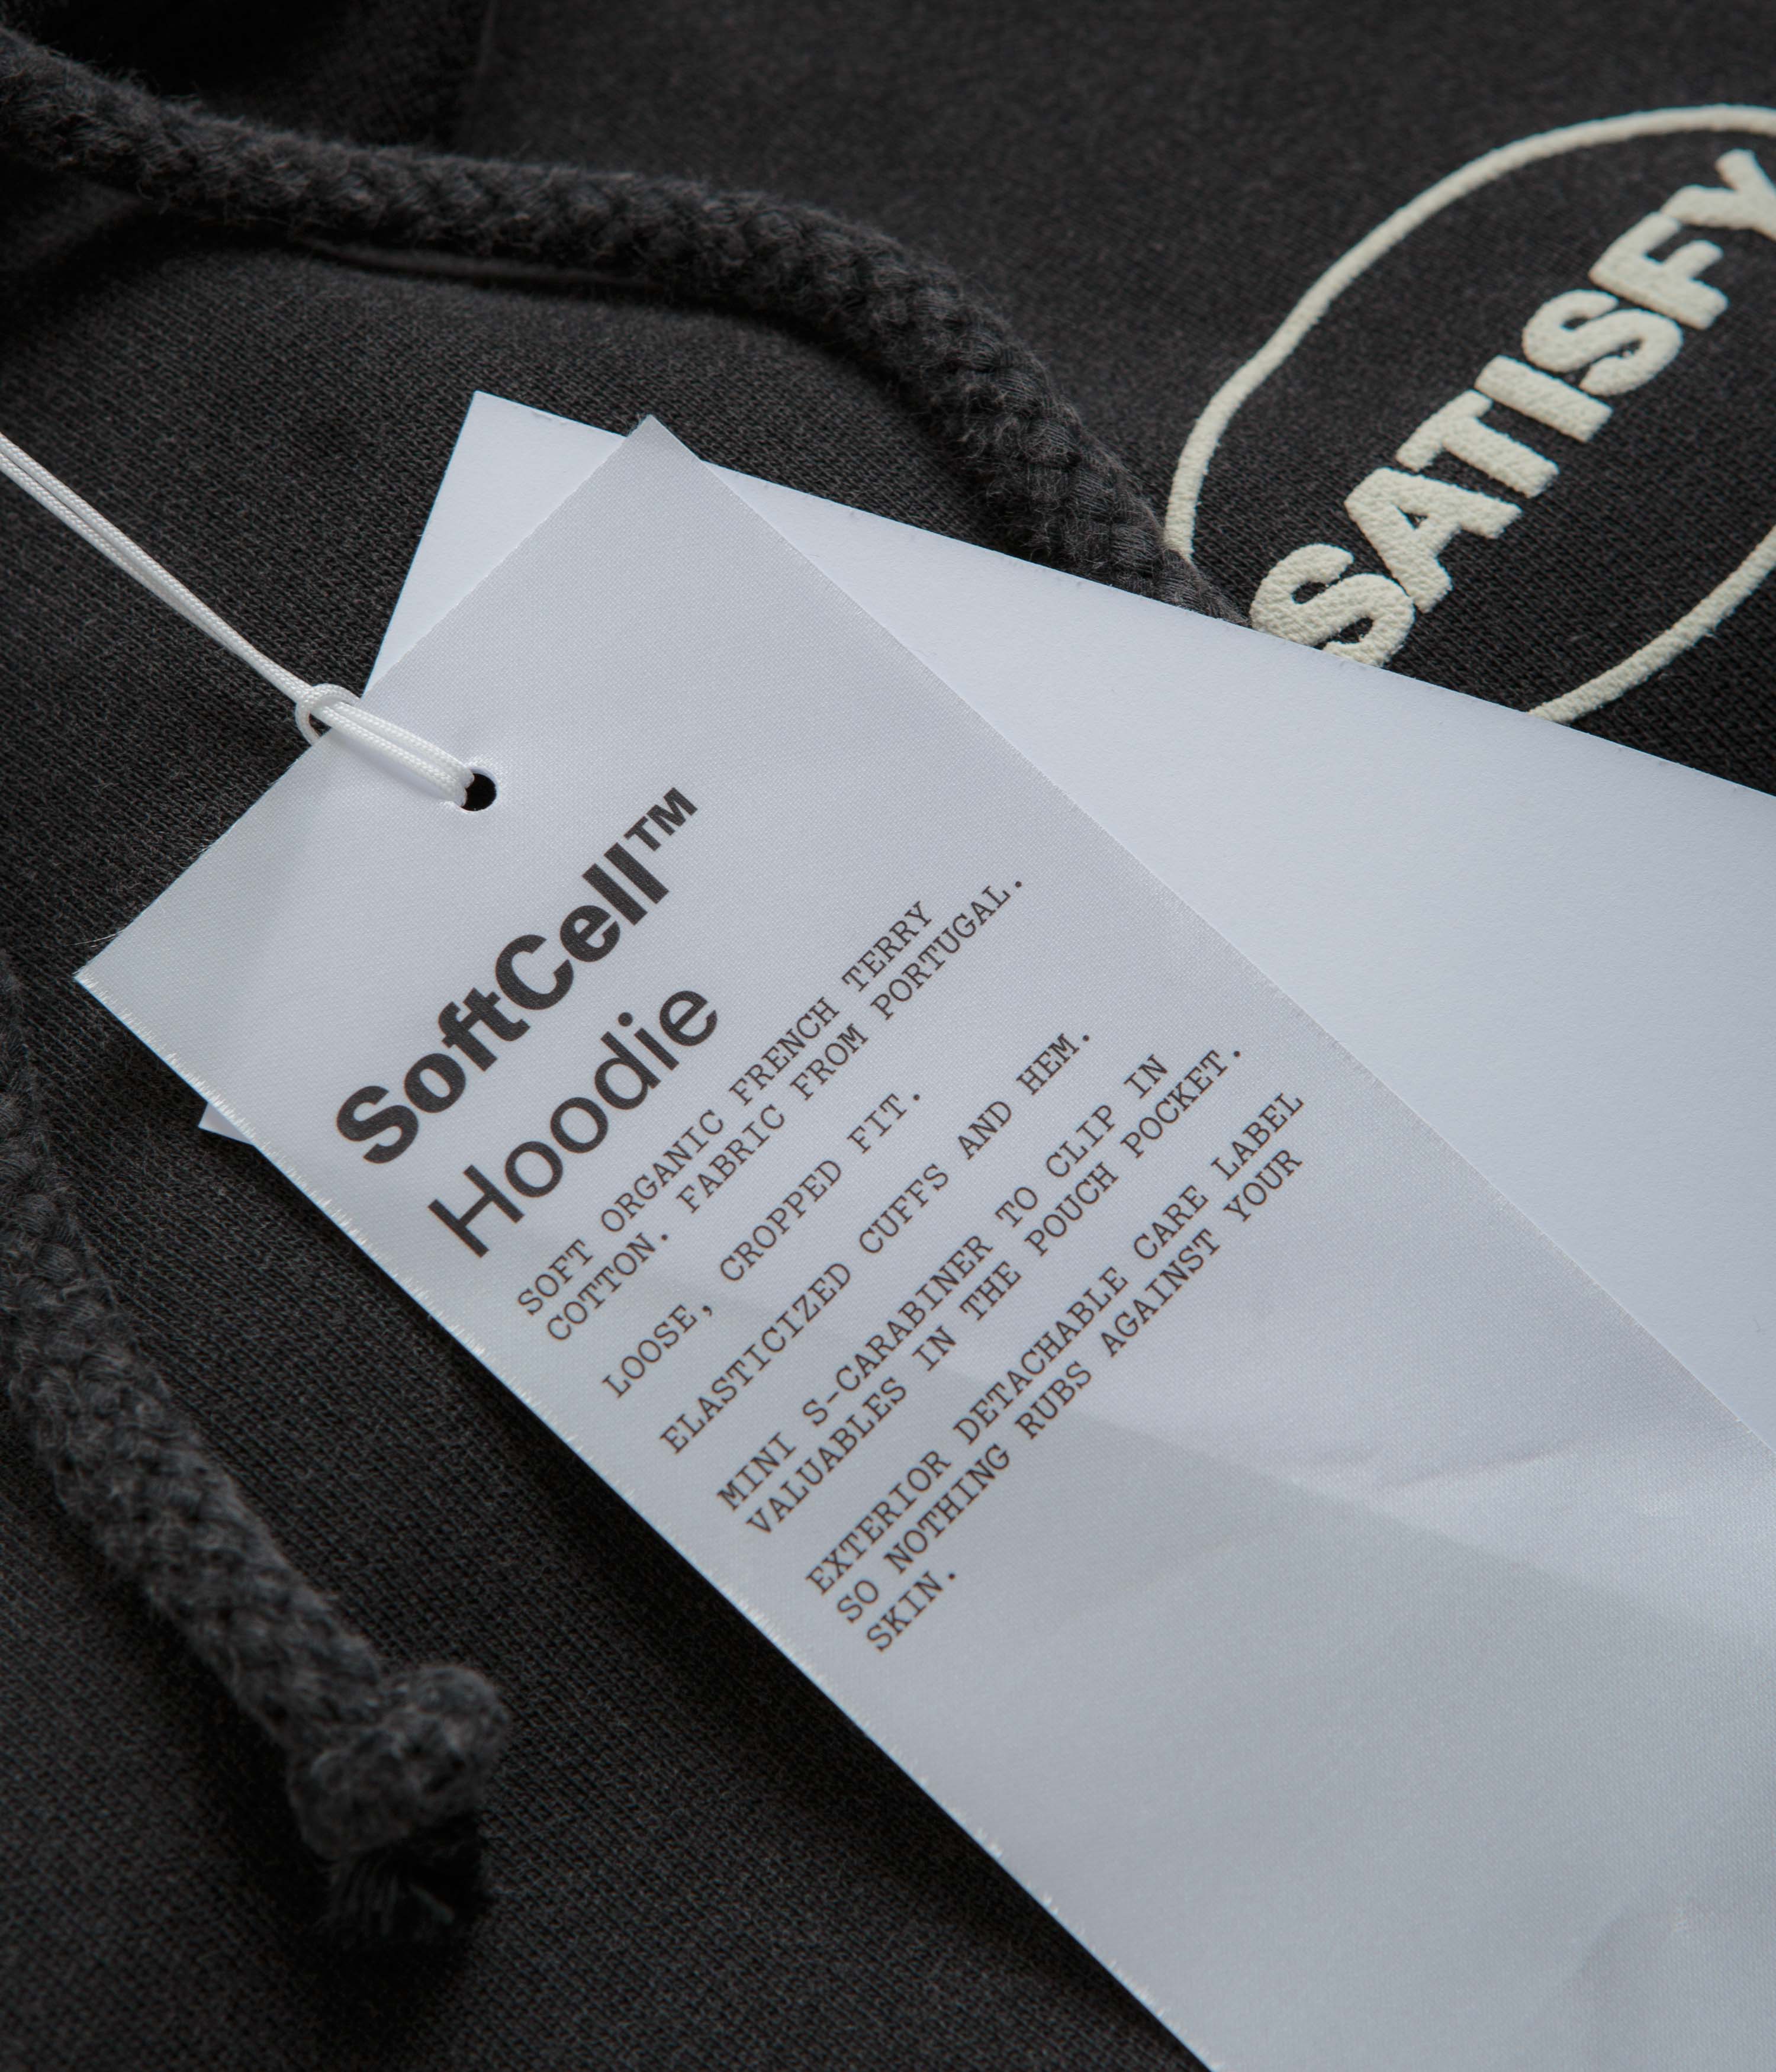 SATISFY
SoftCell™
Hoodie
SOFT ORGANIC FRENCH TERRY
COTTON. FABRIC FROM PORTUGAL.
LOOSE, CROPPED FIT.
ELASTICIZED CUFFS AND HEM.
MINI S-CARABINER TO CLIP IN
VALUABLES IN THE POUCH POCKET.
EXTERIOR DETACHABLE CARE LABEL
SO NOTHING RUBS AGAINST YOUR
SKIN.